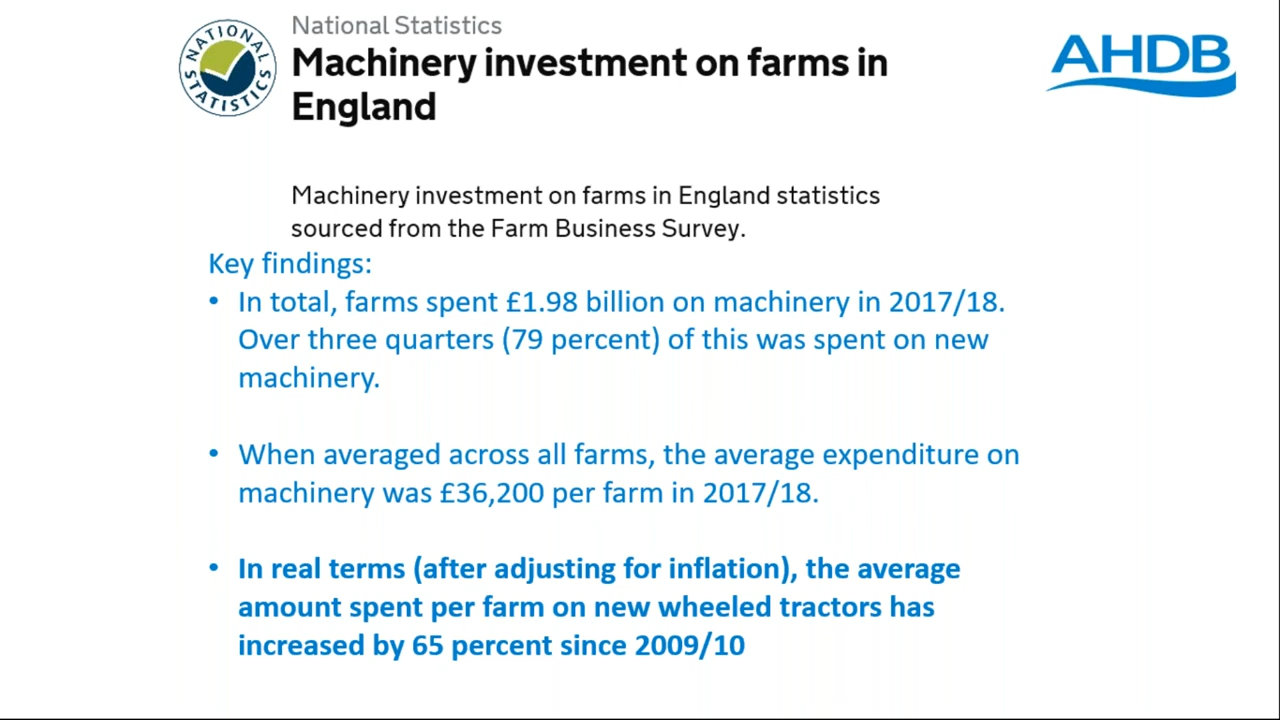 National Statistics
Machinery investment on farms in
England
NATIONAL STATISTICS
AHDB
Machinery investment on farms in England statistics
sourced from the Farm Business Survey.
Key findings:
• In total, farms spent £1.98 billion on machinery in 2017/18.
Over three quarters (79 percent) of this was spent on new
machinery.
• When averaged across all farms, the average expenditure on
machinery was £36,200 per farm in 2017/18.
• In real terms (after adjusting for inflation), the average
amount spent per farm on new wheeled tractors has
increased by 65 percent since 2009/10